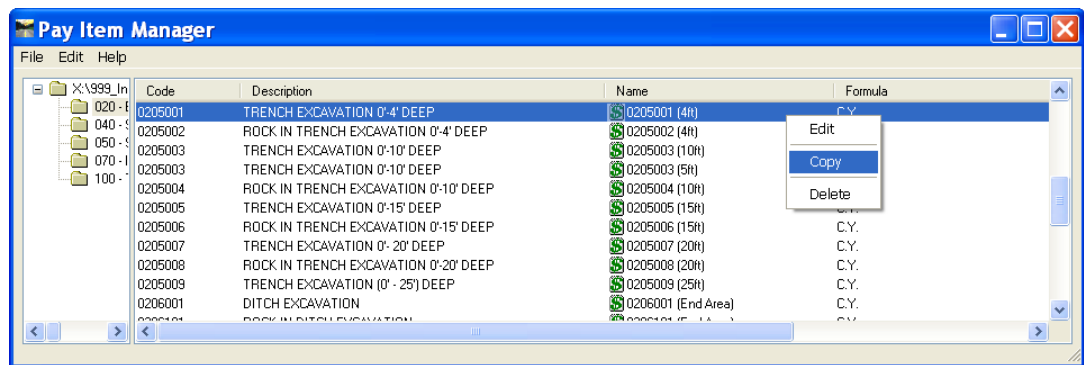 Pay Item Manager
File Edit Help
X:\999_In
020 -
040 -
050 -
070 -
100 -
Code Description Name Formula
0205001 TRENCH EXCAVATION 0'-4' DEEP 0205001 (4ft) C.Y.
0205002 ROCK IN TRENCH EXCAVATION 0'-4' DEEP 0205002 (4ft)
0205003 TRENCH EXCAVATION 0'-10' DEEP 0205003 (10ft)
0205003 TRENCH EXCAVATION 0'-10' DEEP 0205003 (5ft)
0205004 ROCK IN TRENCH EXCAVATION 0'-10' DEEP 0205004 (10ft)
0205005 TRENCH EXCAVATION 0'-15' DEEP 0205005 (15ft) C.Y.
0205006 ROCK IN TRENCH EXCAVATION 0'-15' DEEP 0205006 (15ft) C.Y.
0205007 TRENCH EXCAVATION 0'- 20' DEEP 0205007 (20ft) C.Y.
0205008 ROCK IN TRENCH EXCAVATION 0'-20' DEEP 0205008 (20ft) C.Y.
0205009 TRENCH EXCAVATION (0' - 25') DEEP 0205009 (25ft) C.Y.
0206001 DITCH EXCAVATION 0206001 (End Area) C.Y.
Edit
Copy
Delete